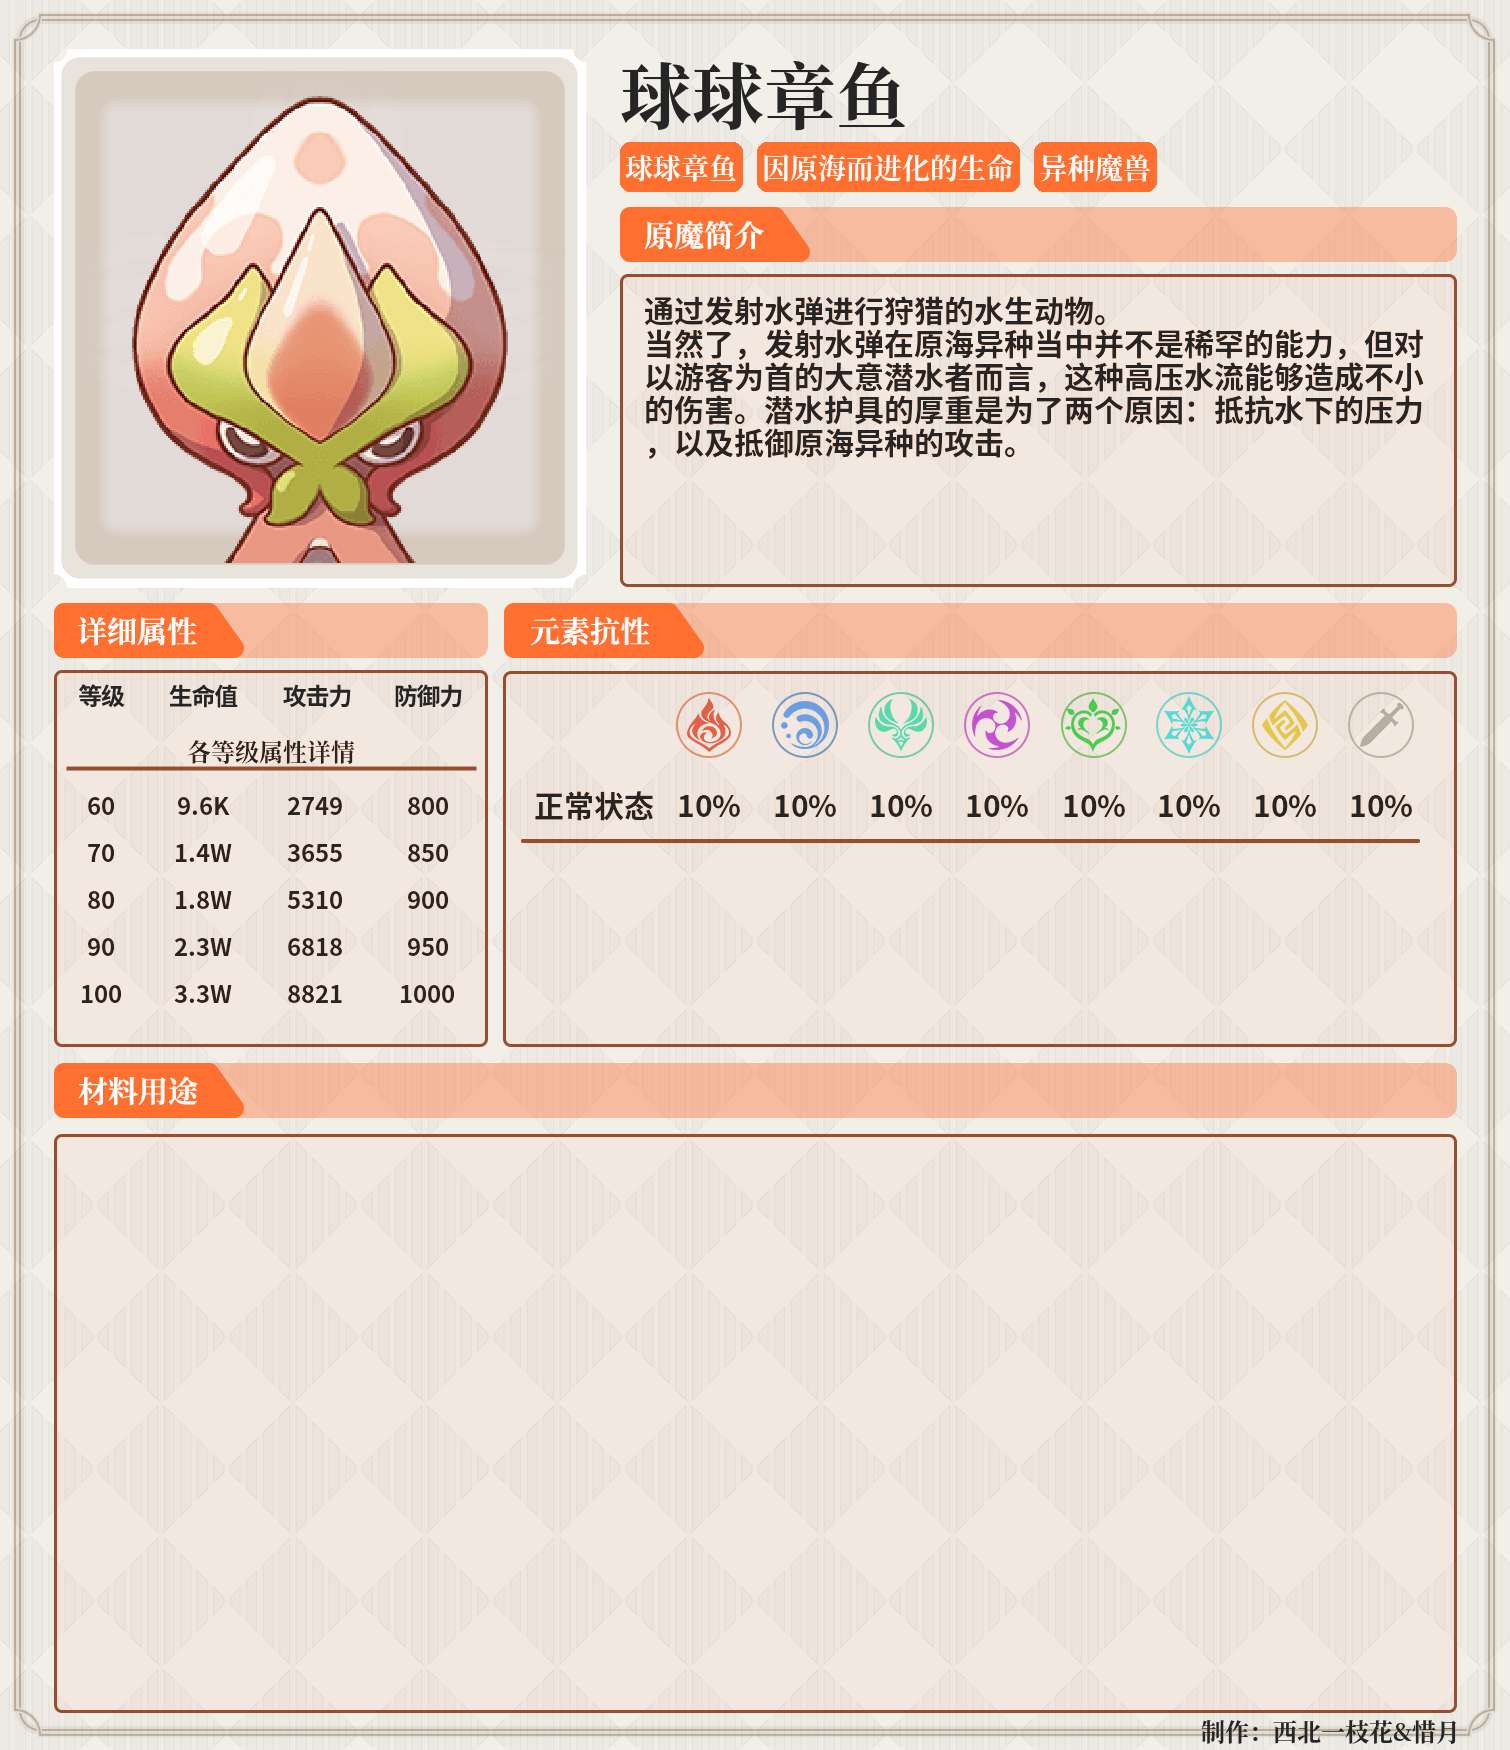 球球章鱼
球球章鱼 因原海而进化的生命 异种魔兽
原魔简介
通过发射水弹进行狩猎的水生动物。
当然了，发射水弹在原海异种当中并不是稀罕的能力，但对
以游客为首的大意潜水者而言，这种高压水流能够造成不小
的伤害。潜水护具的厚重是为了两个原因：抵抗水下的压力
，以及抵御原海异种的攻击。
详细属性
等级 生命值 攻击力 防御力
各等级属性详情
60 9.6K 2749 800
70 1.4W 3655 850
80 1.8W 5310 900
90 2.3W 6818 950
100 3.3W 8821 1000
元素抗性
正常状态 10% 10% 10% 10% 10% 10% 10% 10%
材料用途
制作：西北一枝花&惜月